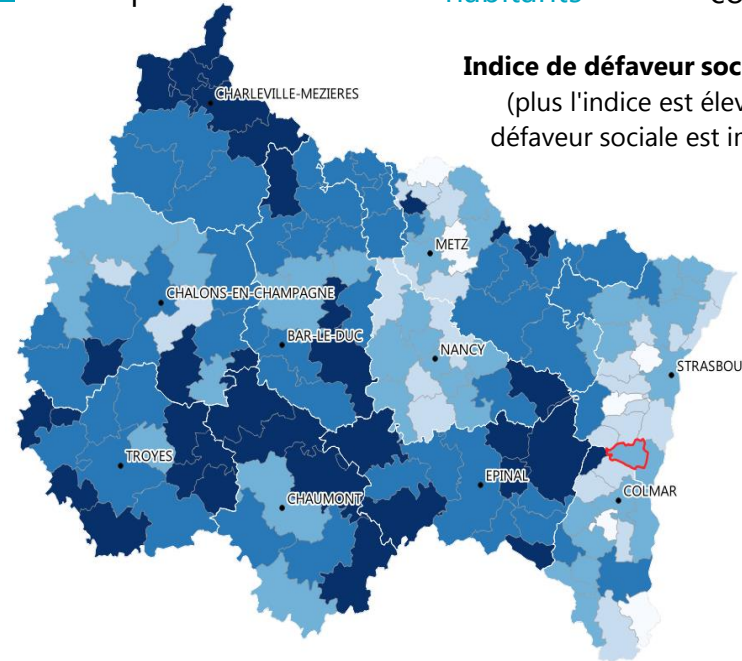 habitants
Indice de défaveur soc
(plus l'indice est élev
défaveur sociale est in
CHARLEVILLE-MEZIERES
METZ
CHALONS-EN-CHAMPAGNE
BAR-LE-DUC
NANCY
STRASBOU
TROYES
EPINAL
COLMAR
CHAUMONT